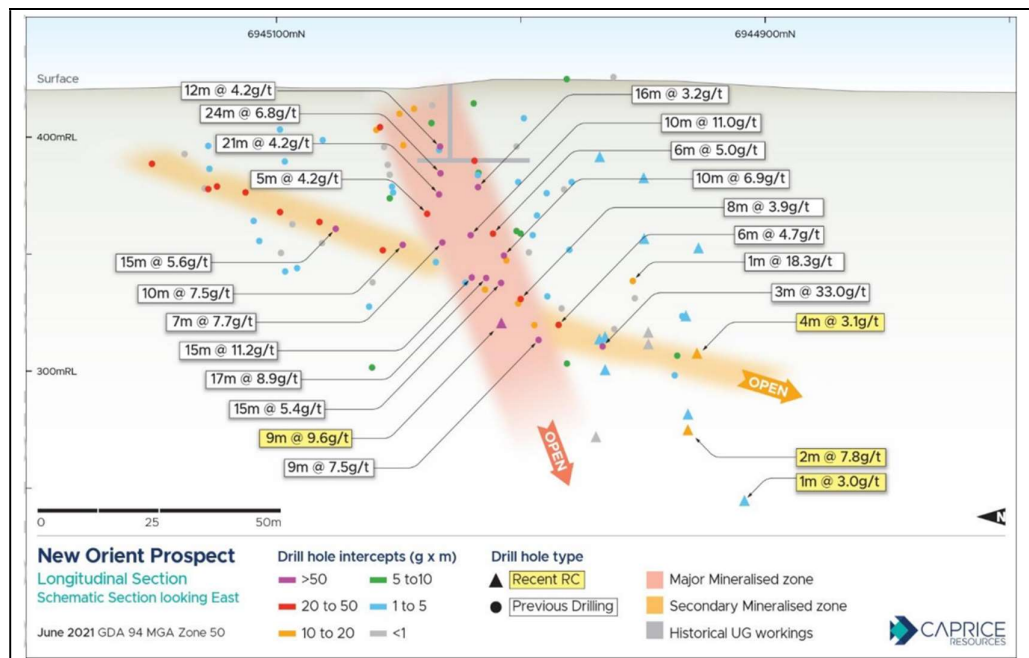 6945100mN
6944900mN
Surface
12m @ 4.2g/t
16m @ 3.2g/t
24m @ 6.8g/t
10m @ 11.0g/t
400mRL
21m @ 4.2g/t
6m @ 5.0g/t
5m @ 4.2g/t
10m @ 6.9g/t
8m @ 3.9g/t
6m @ 4.7g/t
15m @ 5.6g/t
1m @ 18.3g/t
10m @ 7.5g/t
3m @ 33.0g/t
7m @ 7.7g/t
4m @ 3.1g/t
15m @ 11.2g/t
300mRL
17m @ 8.9g/t
OPEN
15m @ 5.4g/t
9m @ 9.6g/t
OPEN
2m @ 7.8g/t
9m @ 7.5g/t
1m @ 3.0g/t
0 25 50m
N
New Orient Prospect
Longitudinal Section
Schematic Section looking East
June 2021 GDA 94 MGA Zone 50
Drill hole intercepts (g x m)
>50
20 to 50
10 to 20
5 to10
1 to 5
<1
Drill hole type
Recent RC
Previous Drilling
Major Mineralised zone
Secondary Mineralised zone
Historical UG workings
CAPRICE
RESOURCES